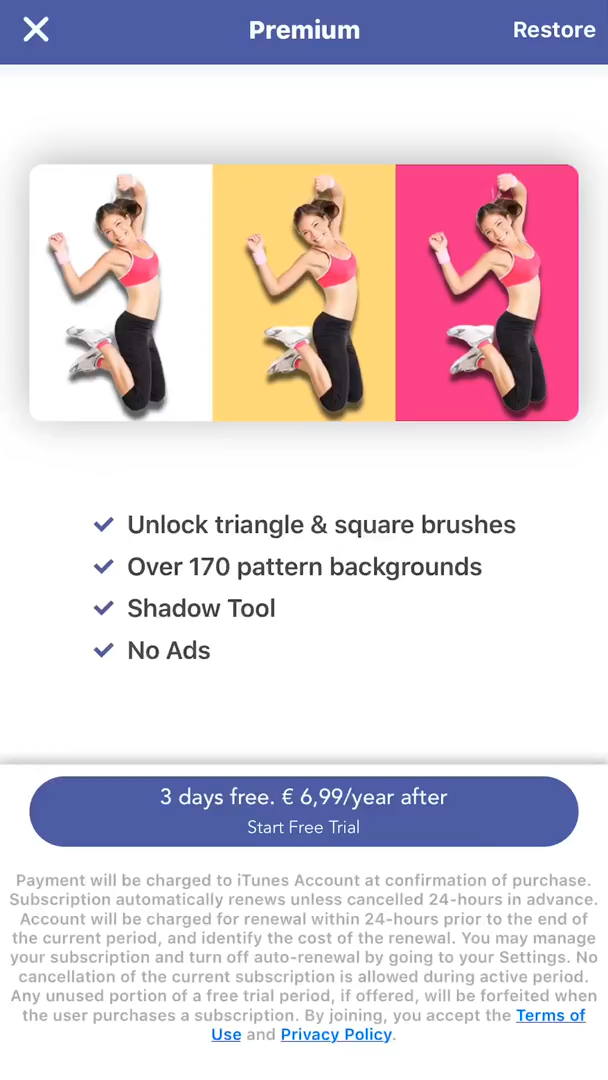 Premium
Restore
Unlock triangle & square brushes
Over 170 pattern backgrounds
Shadow Tool
No Ads
3 days free. € 6,99/year after
Start Free Trial
Payment will be charged to iTunes Account at confirmation of purchase.
Subscription automatically renews unless cancelled 24-hours in advance.
Account will be charged for renewal within 24-hours prior to the end of
the current period, and identify the cost of the renewal. You may manage
your subscription and turn off auto-renewal by going to your Settings. No
cancellation of the current subscription is allowed during active period.
Any unused portion of a free trial period, if offered, will be forfeited when
the user purchases a subscription. By joining, you accept the Terms of
Use and Privacy Policy.